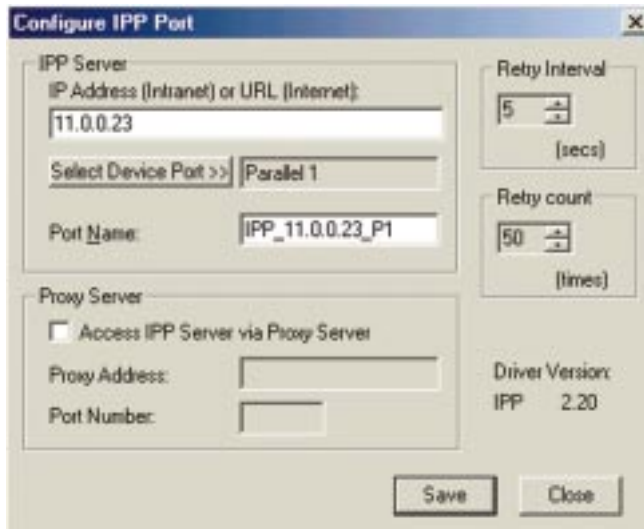 Configure IPP Port
IPP Server
IP Address (Intranet) or URL (Internet):
11.0.0.23
Select Device Port >> Parallel 1
Port Name: IPP_11.0.0.23_P1
Retry Interval
5
(secs)
Retry count
50
(times)
Proxy Server
Access IPP Server via Proxy Server
Proxy Address:
Port Number:
Driver Version:
IPP 2.20
Save Close